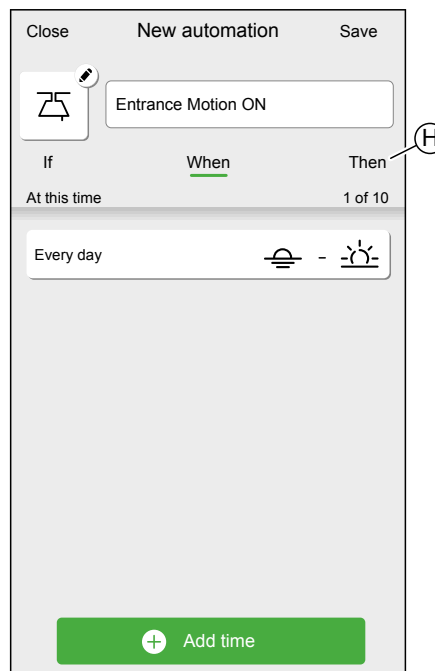 Close New automation Save
Entrance Motion ON
If When Then
H
At this time 1 of 10
Every day -
Add time